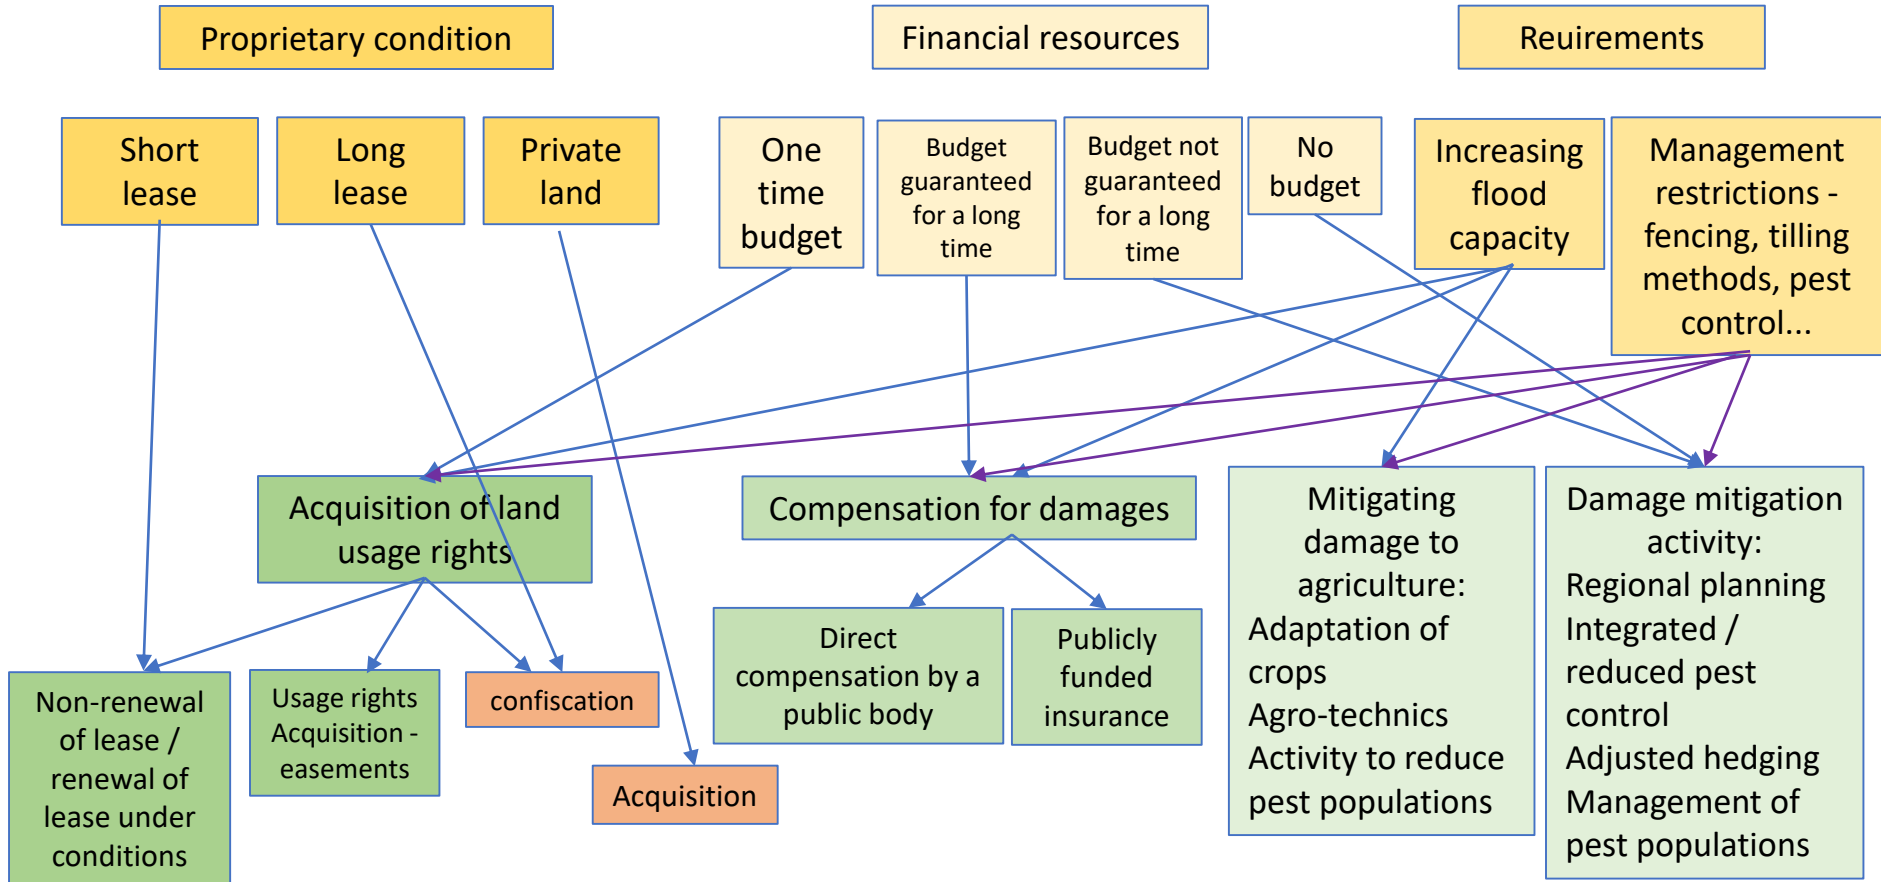 Proprietary condition
Financial resources
Reuirements
Short
lease
Long
lease
Private
land
One
time
budget
Budget
guaranteed
for a long
time
Budget not
guaranteed
for a long
time
No
budget
Increasing
flood
capacity
Management
restrictions -
fencing, tilling
methods, pest
control...
Acquisition of land
usage rights
Compensation for damages
Mitigating
damage to
agriculture:
Adaptation of
crops
Agro-technics
Activity to reduce
pest populations
Damage mitigation
activity:
Regional planning
Integrated /
reduced pest
control
Adjusted hedging
Management of
pest populations
Non-renewal
of lease /
renewal of
lease under
conditions
Usage rights
Acquisition -
easements
confiscation
Acquisition
Direct
compensation by a
public body
Publicly
funded
insurance